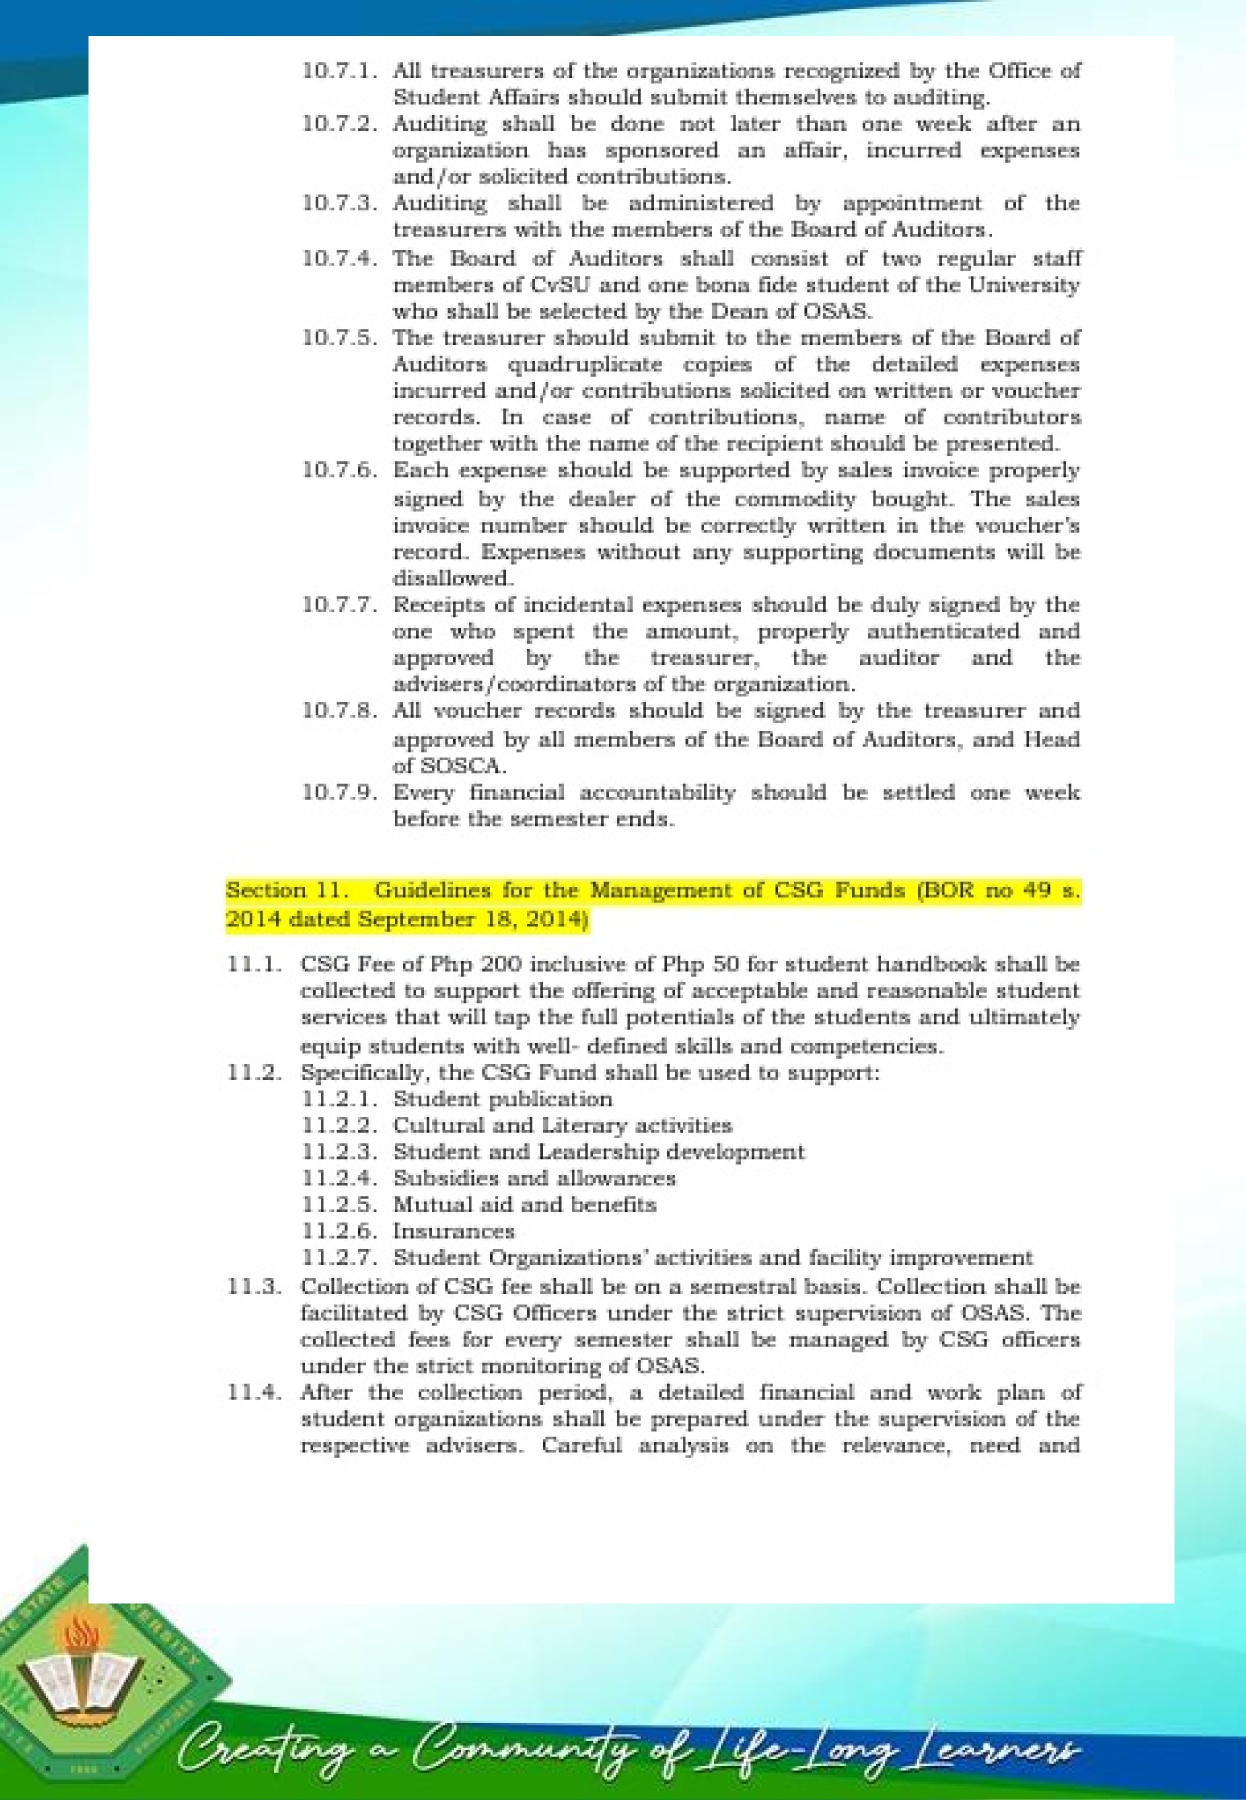 10.7.1. All treasurers of the organizations recognized by the Office of
Student Affairs should submit themselves to auditing.
10.7.2. Auditing shall be done not later than one week after an
organization has sponsored an affair, incurred expenses
and/or solicited contributions.
10.7.3. Auditing shall be administered by appointment of the
treasurers with the members of the Board of Auditors.
10.7.4. The Board of Auditors shall consist of two regular staff
members of CvSU and one bona fide student of the University
who shall be selected by the Dean of OSAS.
10.7.5. The treasurer should submit to the members of the Board of
Auditors quadruplicate copies of the detailed expenses
incurred and/or contributions solicited on written or voucher
records. In case of contributions, name of contributors
together with the name of the recipient should be presented.
10.7.6. Each expense should be supported by sales invoice properly
signed by the dealer of the commodity bought. The sales
invoice number should be correctly written in the voucher's
record. Expenses without any supporting documents will be
disallowed.
10.7.7. Receipts of incidental expenses should be duly signed by the
one who spent the amount, properly authenticated and
approved by the treasurer, the auditor and the
advisers/coordinators of the organization.
10.7.8. All voucher records should be signed by the treasurer and
approved by all members of the Board of Auditors, and Head
of SOSCA.
10.7.9. Every financial accountability should be settled one week
before the semester ends.
Section 11. Guidelines for the Management of CSG Funds (BOR no 49 s.
2014 dated September 18, 2014)
11.1. CSG Fee of Php 200 inclusive of Php 50 for student handbook shall be
collected to support the offering of acceptable and reasonable student
services that will tap the full potentials of the students and ultimately
equip students with well- defined skills and competencies.
11.2. Specifically, the CSG Fund shall be used to support:
11.2.1. Student publication
11.2.2. Cultural and Literary activities
11.2.3. Student and Leadership development
11.2.4. Subsidies and allowances
11.2.5. Mutual aid and benefits
11.2.6. Insurances
11.2.7. Student Organizations' activities and facility improvement
11.3. Collection of CSG fee shall be on a semestral basis. Collection shall be
facilitated by CSG Officers under the strict supervision of OSAS. The
collected fees for every semester shall be managed by CSG officers
under the strict monitoring of OSAS.
11.4. After the collection period, a detailed financial and work plan of
student organizations shall be prepared under the supervision of the
respective advisers. Careful analysis on the relevance, need and
Creating a Community of Life-Long Learners